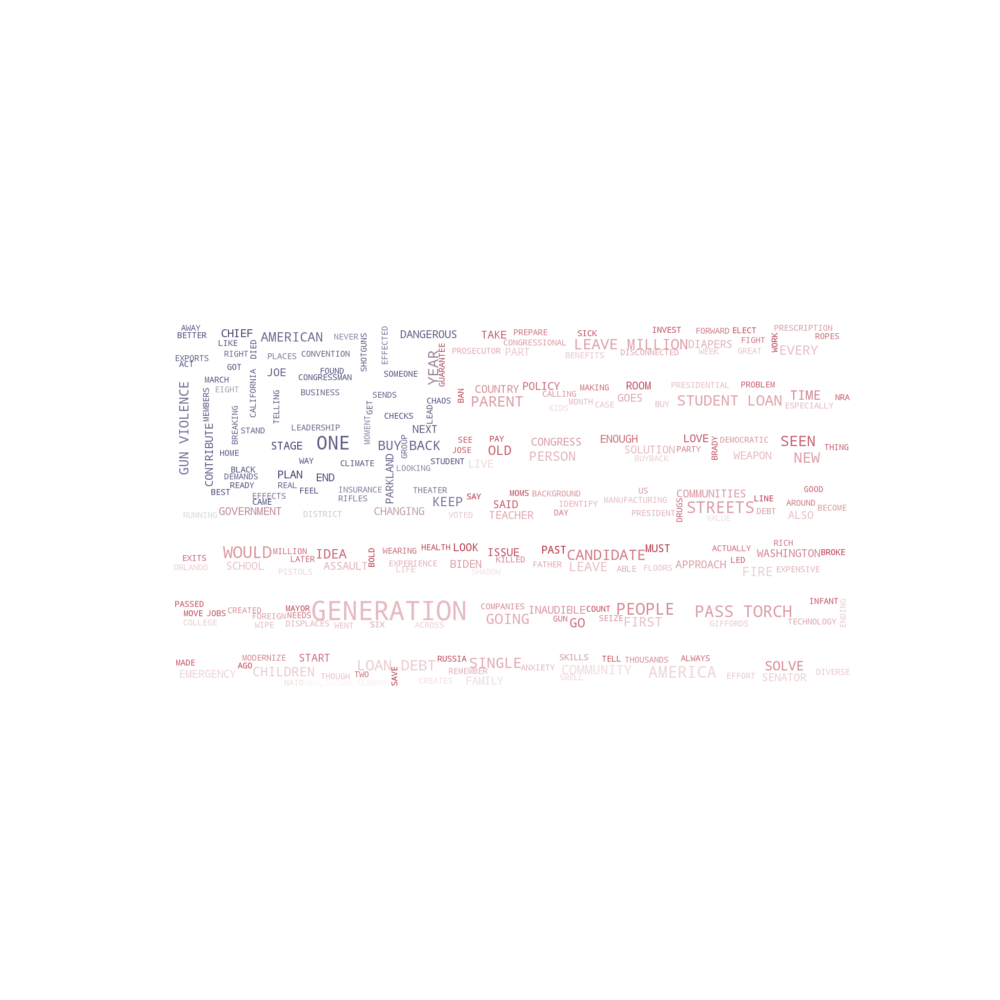 AWAY
BETTER CHIEF AMERICAN NEVER EFFECTED DANGEROUS TAKE PREPARE SICK INVEST FORWARD ELECT PRESCRIPTION
LIKE DIED SHOTGUNS CONGRESSIONAL LEAVE MILLION DIAPERS FIGHT WORK ROPES
EXPORTS RIGHT PLACES CONVENTION YEAR GUARANTEE PROSECUTOR PART BENEFITS DISCONNECTED WEEK GREAT EVERY
ACT GOT JOE FOUND SOMEONE
MARCH CONGRESSMAN COUNTRY POLICY MAKING ROOM PRESIDENTIAL PROBLEM
GUN VIOLENCE MEMBERS EIGHT CALIFORNIA BUSINESS SENDS BAN PARENT CALLING GOES STUDENT LOAN TIME NRA
TELLING GET CHAOS KIDS MONTH CASE BUY ESPECIALLY
CONTRIBUTE BREAKING STAND LEADERSHIP MOMENT CHECKS LEAD NEXT
HOME STAGE ONE BUY BACK GROUP SEE PAY CONGRESS ENOUGH LOVE BRADY DEMOCRATIC SEEN THING
WAY CLIMATE STUDENT JOSE OLD PERSON SOLUTION PARTY WEAPON NEW
BLACK LOOKING LIVE BUYBACK
DEMANDS PLAN END PARKLAND
READY REAL FEEL INSURANCE THEATER SAY MOMS BACKGROUND US COMMUNITIES LINE GOOD
BEST EFFECTS RIFLES KEEP SAID IDENTIFY MANUFACTURING DRUGS STREETS DEBT AROUND BECOME
CAME
RUNNING GOVERNMENT DISTRICT CHANGING VOTED TEACHER DAY PRESIDENT VALUE ALSO
EXITS WOULD MILLION IDEA BOLD WEARING HEALTH LOOK ISSUE PAST CANDIDATE MUST ACTUALLY RICH WASHINGTON BROKE
ORLANDO SCHOOL LATER ASSAULT EXPERIENCE BIDEN KILLED FATHER LEAVE ABLE FLOORS APPROACH LED FIRE EXPENSIVE
PISTOLS LIFE SHADOW
PASSED CREATED MAYOR GENERATION COMPANIES INAUDIBLE COUNT PEOPLE PASS TORCH INFANT
MOVE JOBS FOREIGN NEEDS GOING GUN GO SEIZE FIRST GIFFORDS TECHNOLOGY ENDING
COLLEGE WIPE DISPLACES WENT SIX ACROSS
MADE MODERNIZE START LOAN DEBT RUSSIA SINGLE SKILLS TELL THOUSANDS ALWAYS SOLVE
EMERGENCY AGO CHILDREN THOUGH TWO SAVE REMEMBER ANXIETY COMMUNITY AMERICA EFFORT SENATOR DIVERSE
NATO CREATES FAMILY